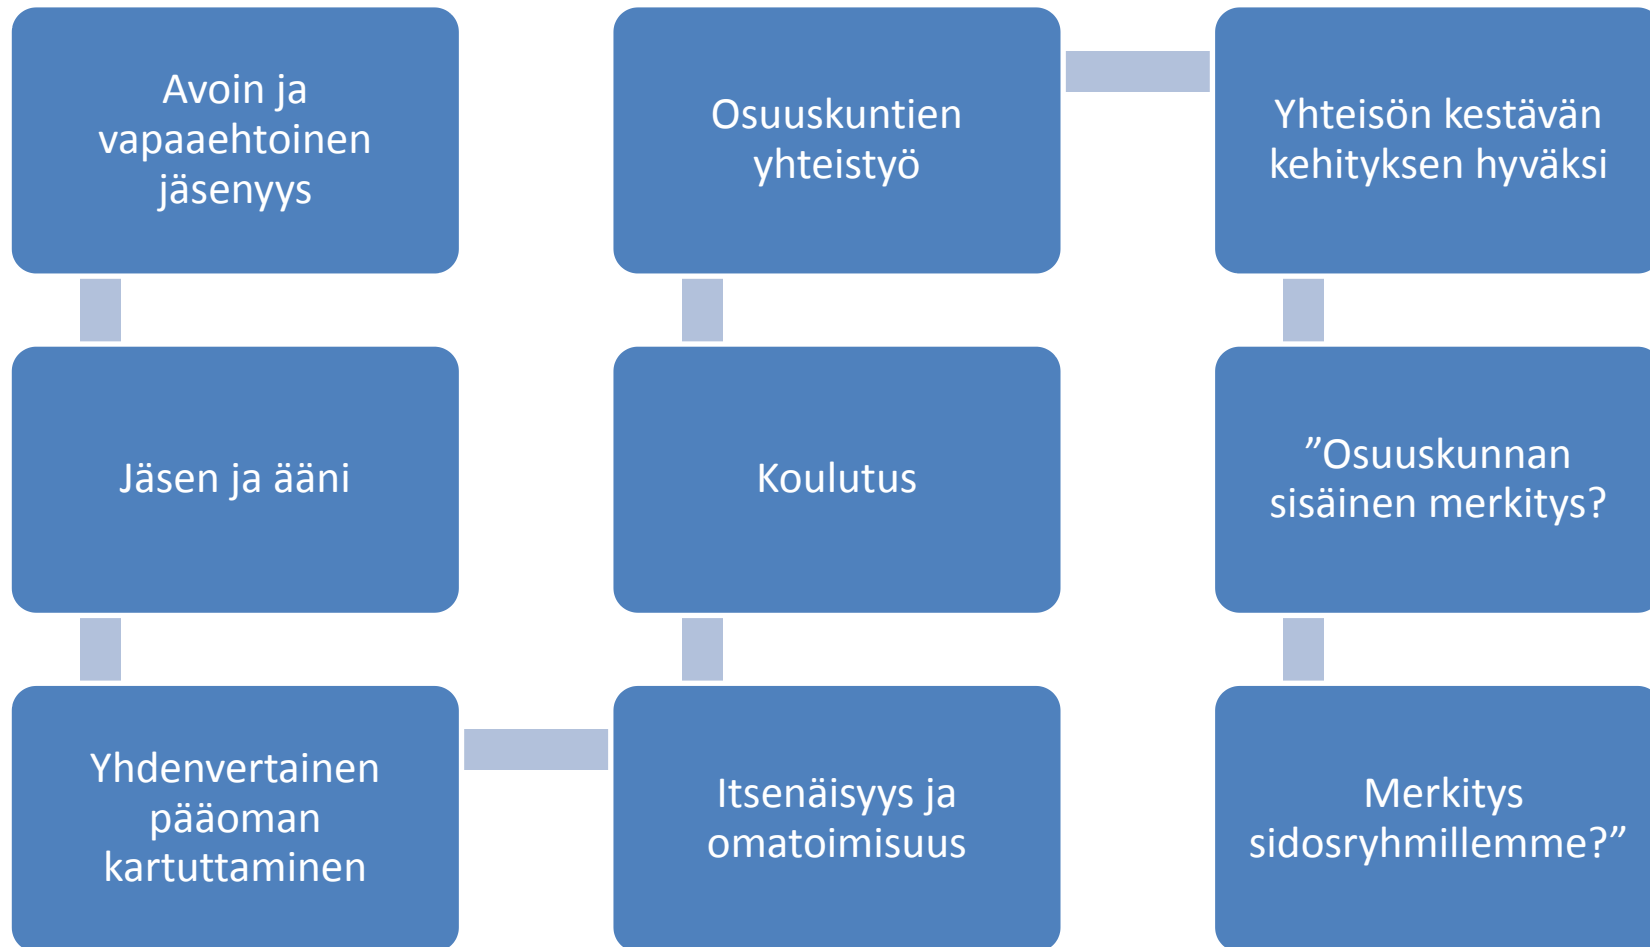 Avoin ja
vapaaehtoinen
jäsenyys
Jäsen ja ääni
Yhdenvertainen
pääoman
kartuttaminen
Itsenäisyys ja
omatoimisuus
Koulutus
Osuuskuntien
yhteistyö
Yhteisön kestävän
kehityksen hyväksi
”Osuuskunnan
sisäinen merkitys?
Merkitys
sidosryhmillemme?”